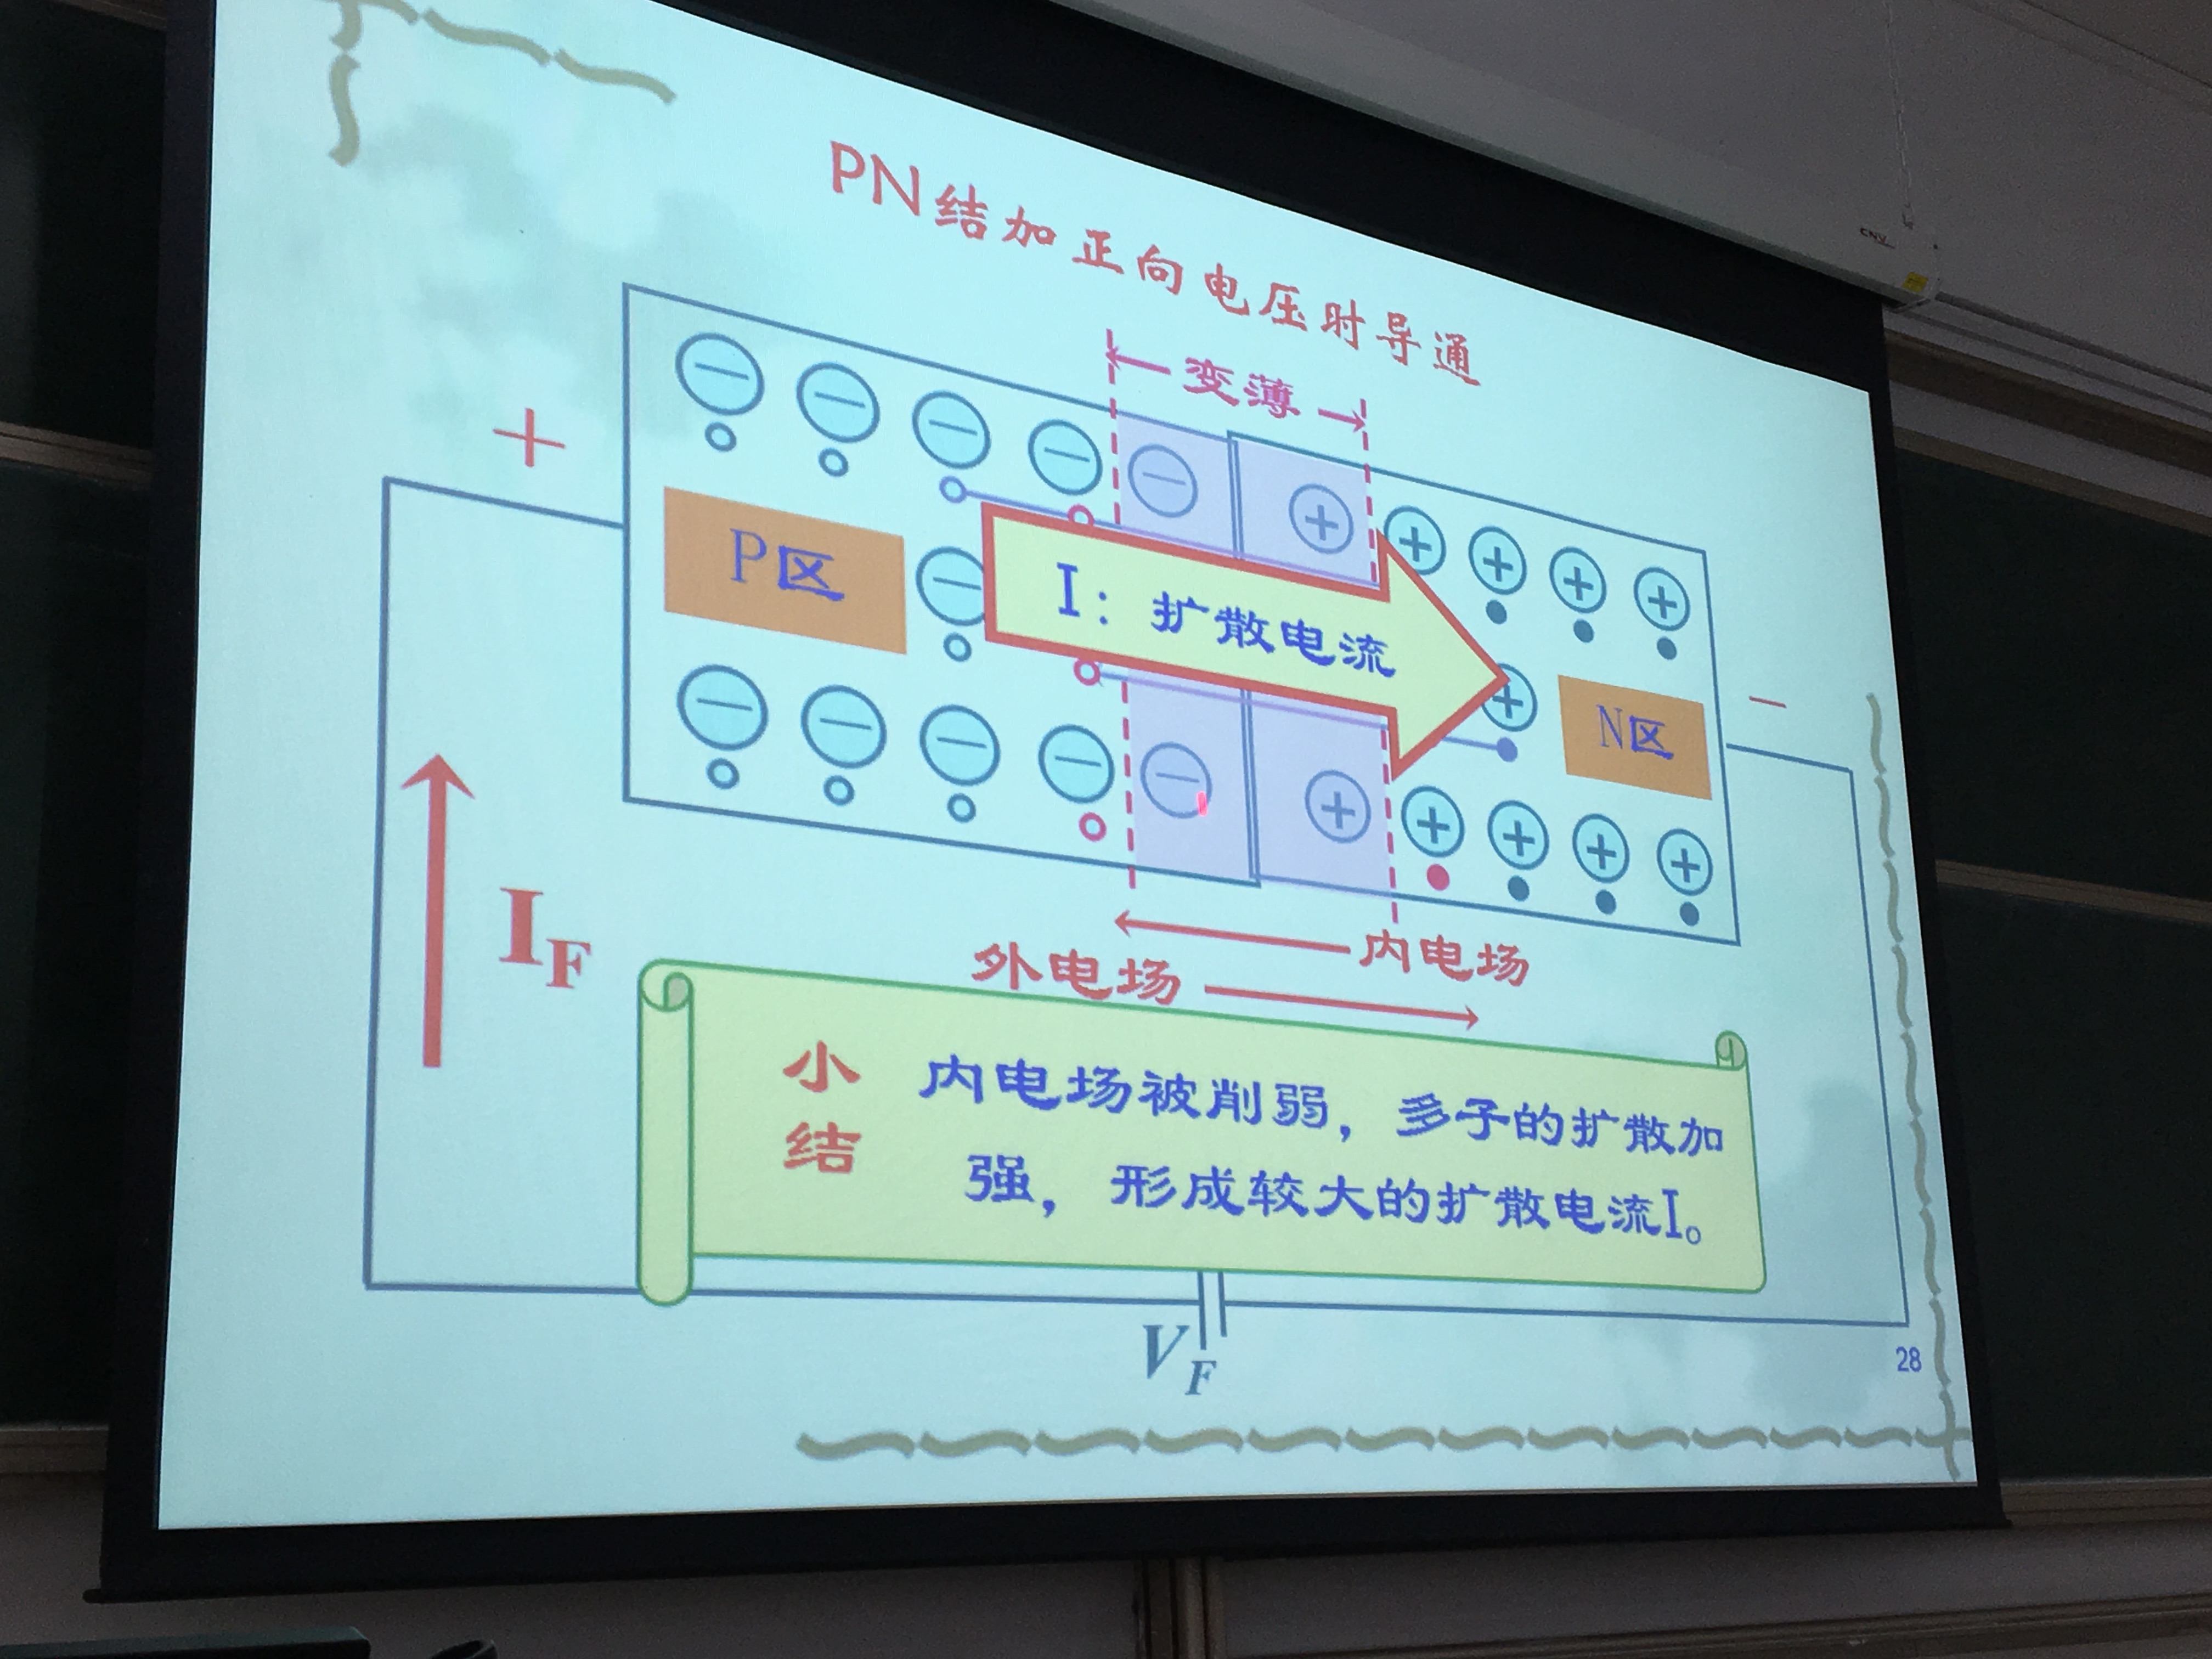 PN结加正向电压时导通
变薄
+
P区
I：扩散电流
N区
－
I_F
内电场
外电场
小结
内电场被削弱，多子的扩散加
强，形成较大的扩散电流I。
V_F
28